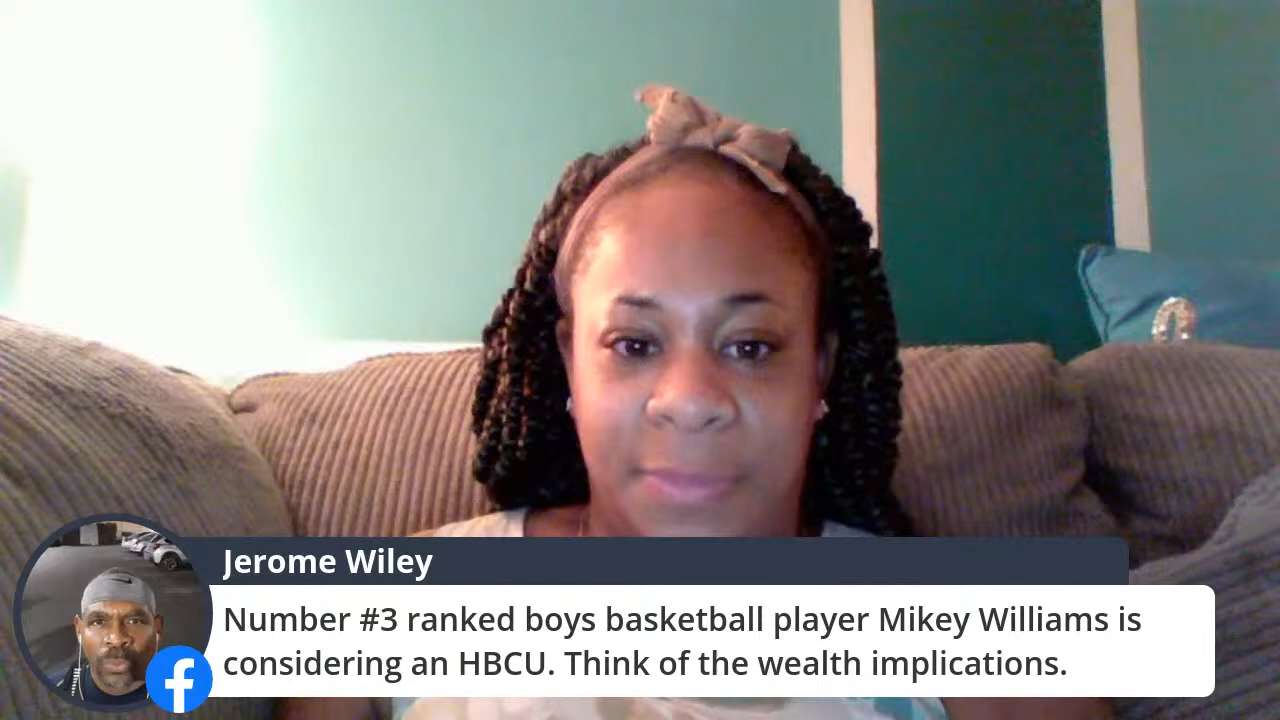 Jerome Wiley
Number #3 ranked boys basketball player Mikey Williams is
considering an HBCU. Think of the wealth implications.